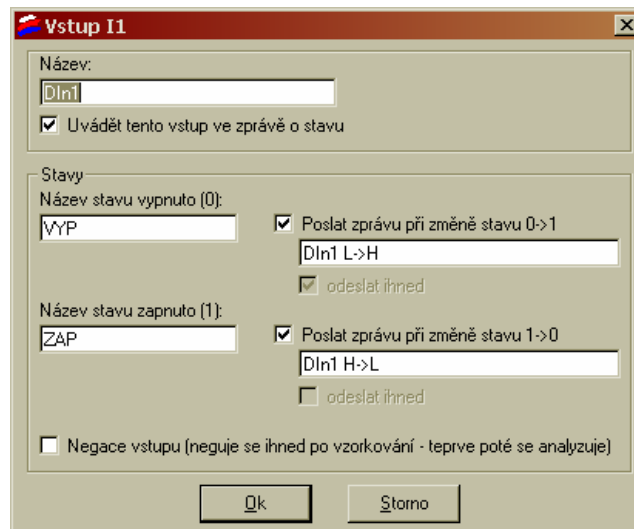 Vstup I1
Název:
DIn1
Uvádět tento vstup ve zprávě o stavu
Stavy
Název stavu vypnuto (0):
VYP
Poslat zprávu při změně stavu 0->1
DIn1 L->H
odeslat ihned
Název stavu zapnuto (1):
ZAP
Poslat zprávu při změně stavu 1->0
DIn1 H->L
odeslat ihned
Negace vstupu (neguje se ihned po vzorkování - teprve poté se analyzuje)
Ok
Storno